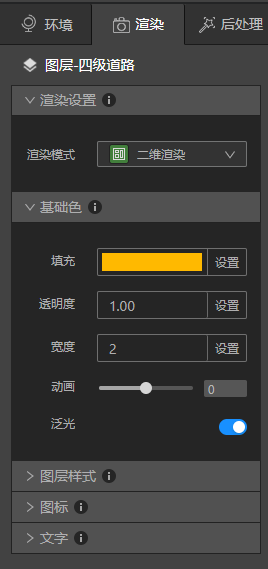 环境 渲染 后处理
图层-四级道路
渲染设置
渲染模式 二维渲染
基础色
填充 设置
透明度 1.00 设置
宽度 2 设置
动画 0
泛光
图层样式
图标
文字